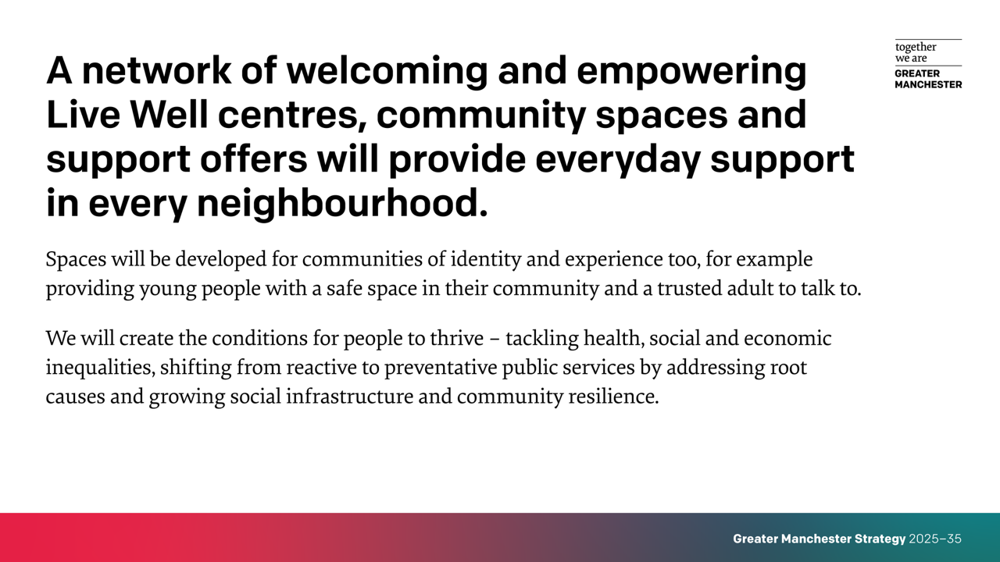 A network of welcoming and empowering
Live Well centres, community spaces and
support offers will provide everyday support
in every neighbourhood.
together
we are
GREATER
MANCHESTER
Spaces will be developed for communities of identity and experience too, for example
providing young people with a safe space in their community and a trusted adult to talk to.
We will create the conditions for people to thrive – tackling health, social and economic
inequalities, shifting from reactive to preventative public services by addressing root
causes and growing social infrastructure and community resilience.
Greater Manchester Strategy 2025–35